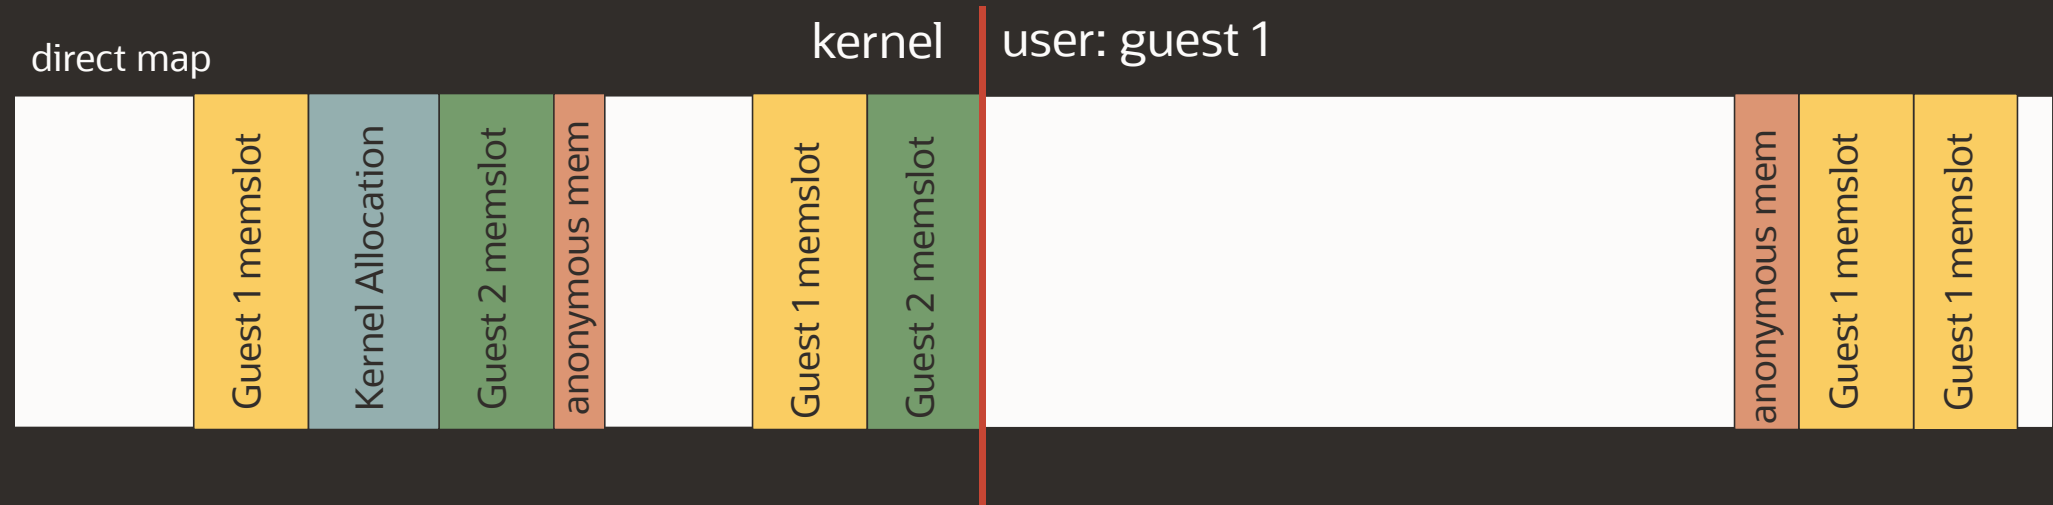 direct map
kernel
user: guest 1
Guest 1 memslot
Kernel Allocation
Guest 2 memslot
anonymous mem
Guest 1 memslot
Guest 2 memslot
anonymous mem
Guest 1 memslot
Guest 1 memslot